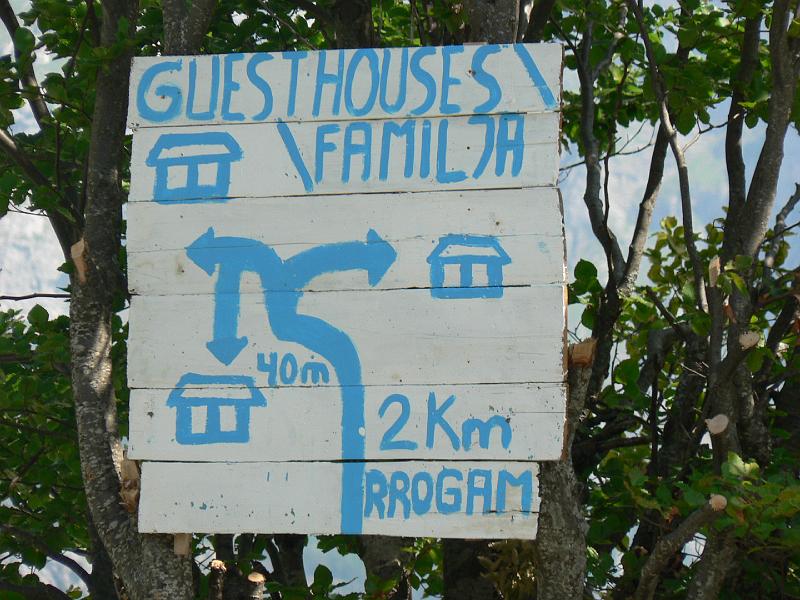 GUESTHOUSES \
\FAMILJA
40m
2Km
RROGAM